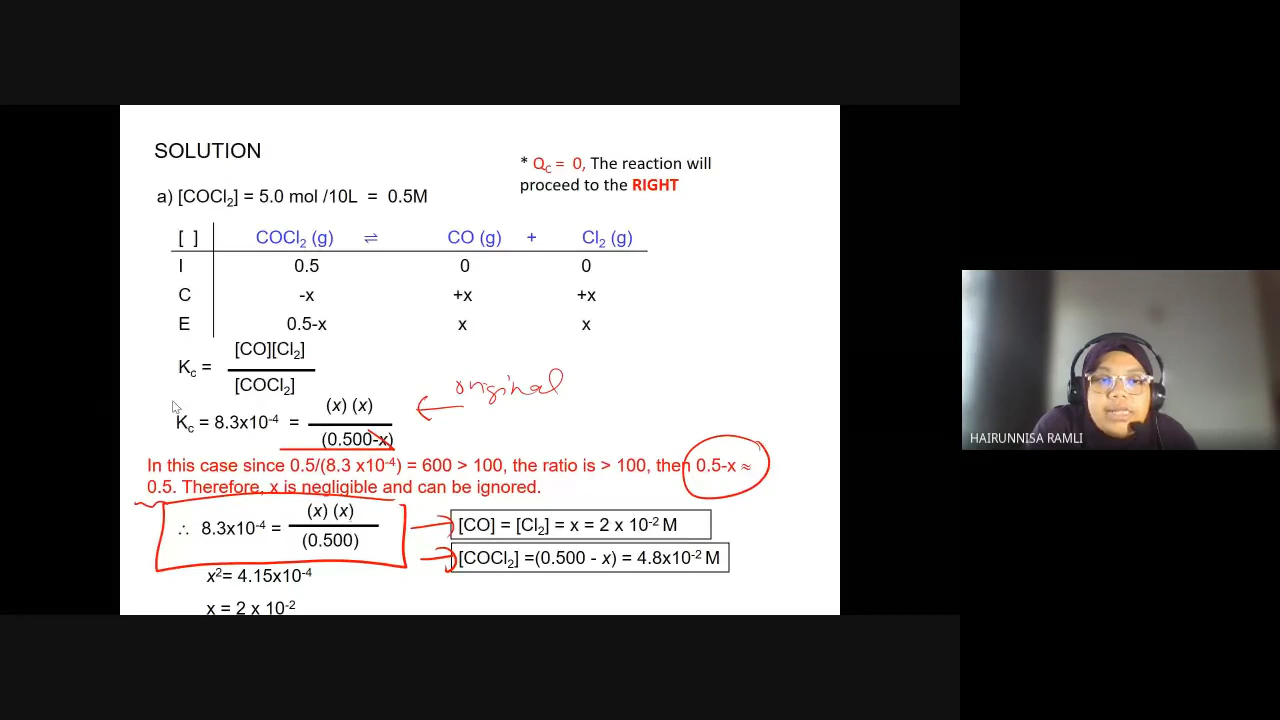 SOLUTION
* Qc = 0, The reaction will
proceed to the RIGHT
a) [COCl₂] = 5.0 mol /10L = 0.5M
[ ] COCl₂ (g) ⇌ CO (g) + Cl₂ (g)
I 0.5 0 0
C -x +x +x
E 0.5-x x x
[CO][Cl₂]
Kc =
[COCl₂]
original
(x) (x)
Kc = 8.3x10⁻⁴ =
(0.500-x)
In this case since 0.5/(8.3 x10⁻⁴) = 600 > 100, the ratio is > 100, then 0.5-x ≈
0.5. Therefore, x is negligible and can be ignored.
(x) (x)
∴ 8.3x10⁻⁴ =
(0.500)
[CO] = [Cl₂] = x = 2 x 10⁻² M
[COCl₂] =(0.500 - x) = 4.8x10⁻² M
x²= 4.15x10⁻⁴
x = 2 x 10⁻²
HAIRUNNISA RAMLI